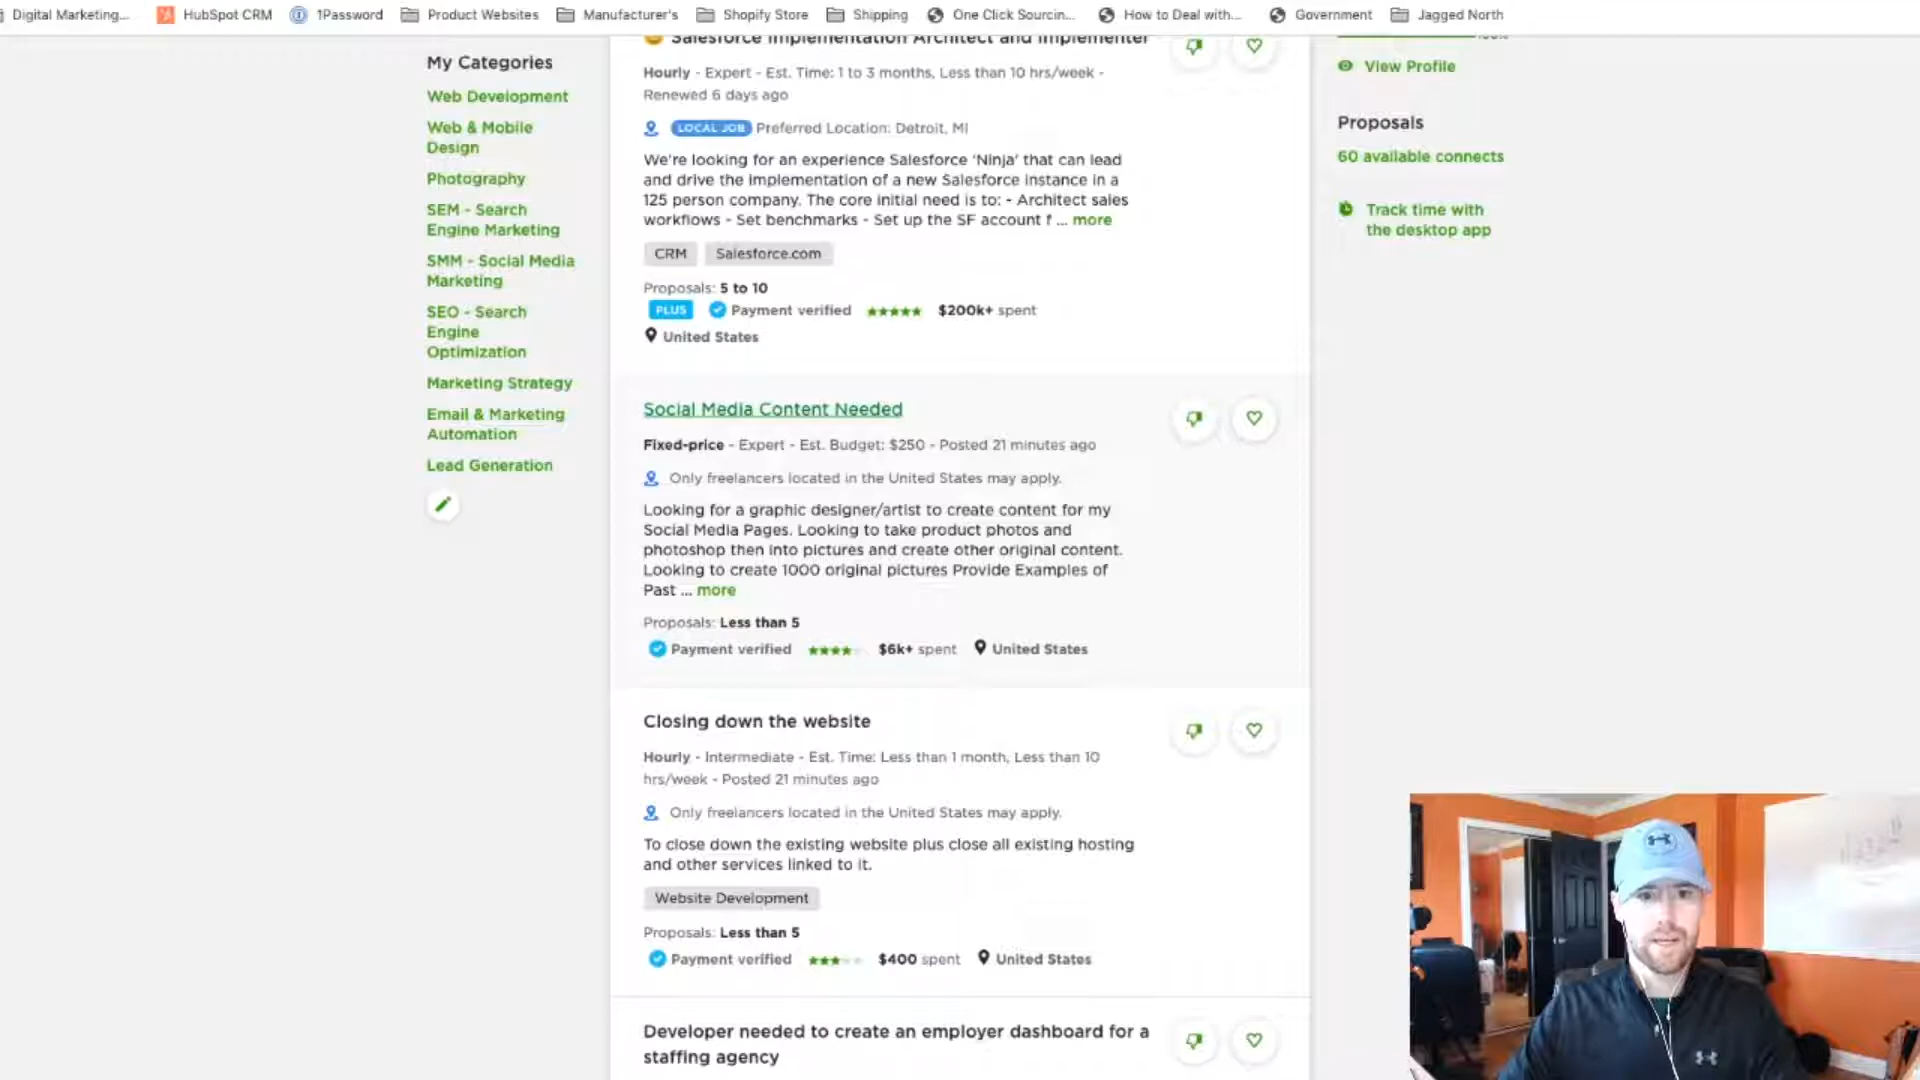 Digital Marketing...
HubSpot CRM
1Password
Product Websites
Manufacturer's
Shopify Store
Shipping
One Click Sourcin...
How to Deal with...
Government
Jagged North
My Categories
Web Development
Web & Mobile
Design
Photography
SEM - Search
Engine Marketing
SMM - Social Media
Marketing
SEO - Search
Engine
Optimization
Marketing Strategy
Email & Marketing
Automation
Lead Generation
Salesforce Implementation Architect and Implementer
Hourly - Expert - Est. Time: 1 to 3 months, Less than 10 hrs/week -
Renewed 6 days ago
LOCAL JOB Preferred Location: Detroit, MI
We're looking for an experience Salesforce 'Ninja' that can lead
and drive the implementation of a new Salesforce instance in a
125 person company. The core initial need is to: - Architect sales
workflows - Set benchmarks - Set up the SF account f ... more
CRM
Salesforce.com
Proposals: 5 to 10
PLUS Payment verified $200k+ spent
United States
Social Media Content Needed
Fixed-price - Expert - Est. Budget: $250 - Posted 21 minutes ago
Only freelancers located in the United States may apply.
Looking for a graphic designer/artist to create content for my
Social Media Pages. Looking to take product photos and
photoshop then into pictures and create other original content.
Looking to create 1000 original pictures Provide Examples of
Past ... more
Proposals: Less than 5
Payment verified $6k+ spent United States
Closing down the website
Hourly - Intermediate - Est. Time: Less than 1 month, Less than 10
hrs/week - Posted 21 minutes ago
Only freelancers located in the United States may apply.
To close down the existing website plus close all existing hosting
and other services linked to it.
Website Development
Proposals: Less than 5
Payment verified $400 spent United States
Developer needed to create an employer dashboard for a
staffing agency
View Profile
Proposals
60 available connects
Track time with
the desktop app